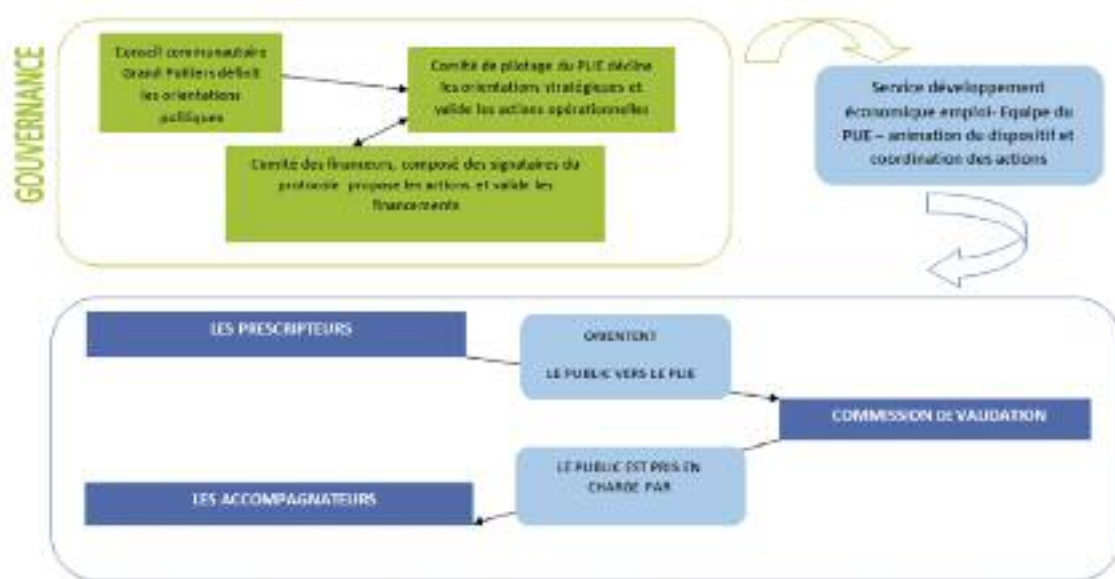 GOUVERNANCE
Conseil communautaire
Grand Poitiers définit
les orientations
politiques
Comité de pilotage du PLIE décline
les orientations stratégiques et
valide les actions opérationnelles
Comité des financeurs, composé des signataires du
protocole propose les actions et valide les
financements
Service développement
économique emploi- Equipe du
PLIE – animation du dispositif et
coordination des actions
LES PRESCRIPTEURS
ORIENTENT
LE PUBLIC VERS LE PLIE
COMMISSION DE VALIDATION
LE PUBLIC EST PRIS EN
CHARGE PAR
LES ACCOMPAGNATEURS